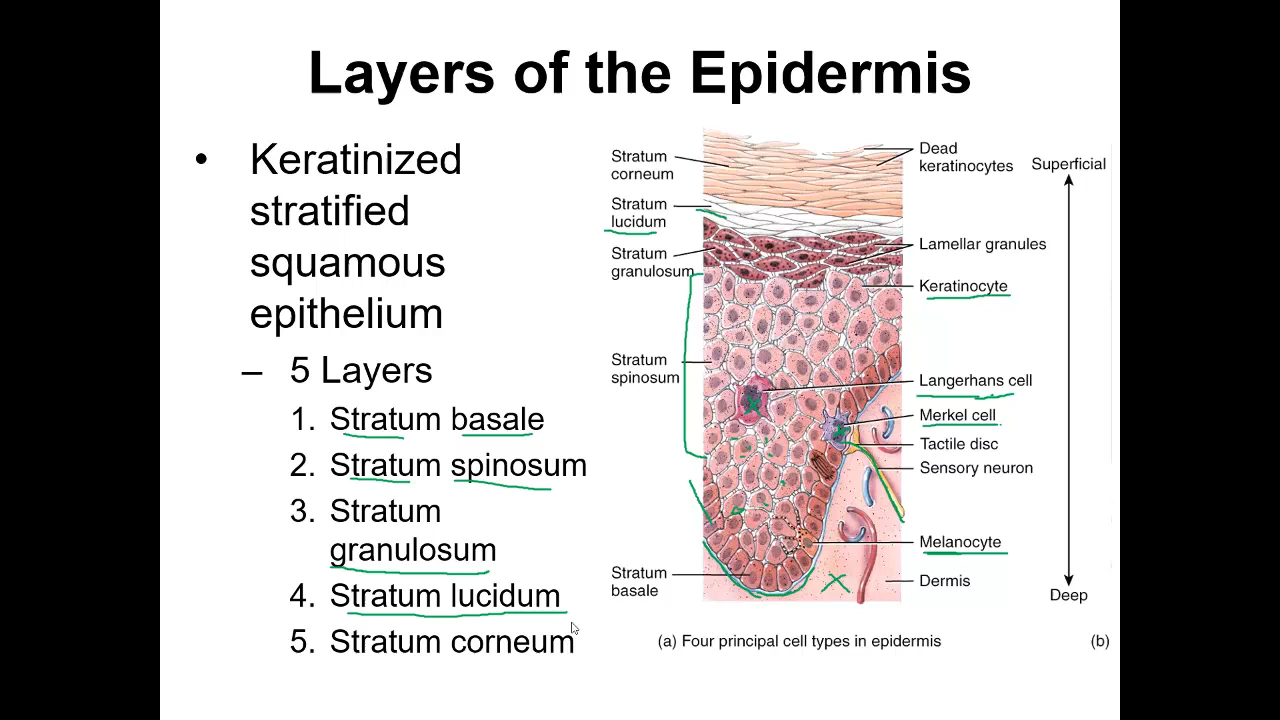 Layers of the Epidermis
• Keratinized
stratified
squamous
epithelium
– 5 Layers
1. Stratum basale
2. Stratum spinosum
3. Stratum
granulosum
4. Stratum lucidum
5. Stratum corneum
Stratum
corneum
Stratum
lucidum
Stratum
granulosum
Stratum
spinosum
Stratum
basale
Dead
keratinocytes
Lamellar granules
Keratinocyte
Langerhans cell
Merkel cell
Tactile disc
Sensory neuron
Melanocyte
Dermis
Superficial
Deep
(a) Four principal cell types in epidermis
(b)